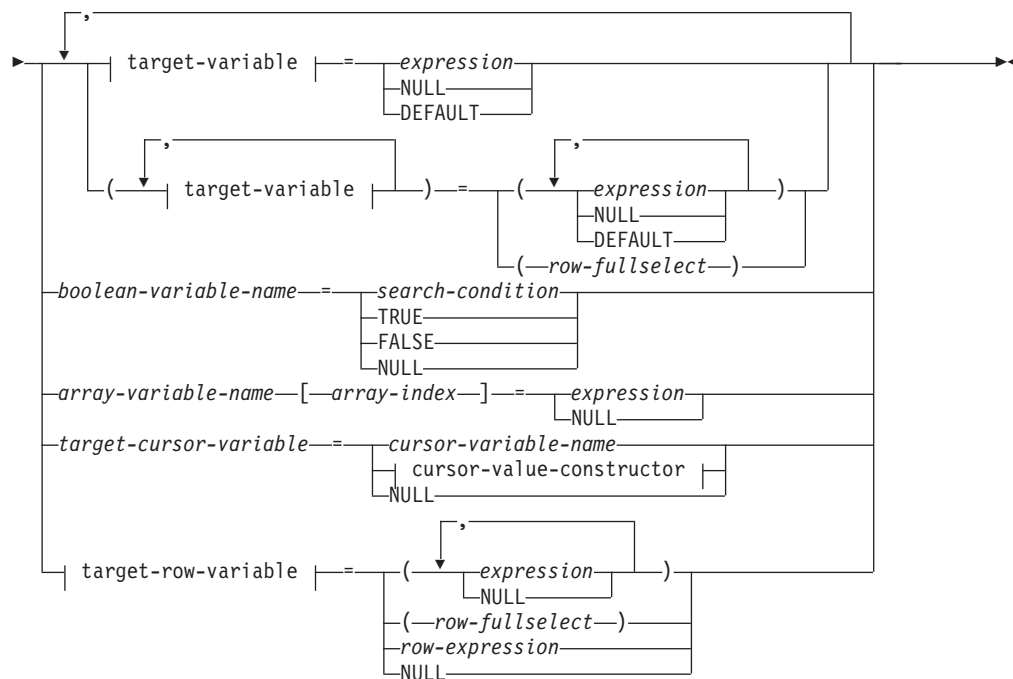 ,
target-variable = expression
NULL
DEFAULT
, ,
( target-variable ) = ( expression )
NULL
DEFAULT
( row-fullselect )
boolean-variable-name = search-condition
TRUE
FALSE
NULL
array-variable-name [ array-index ] = expression
NULL
target-cursor-variable = cursor-variable-name
cursor-value-constructor
NULL
,
target-row-variable = ( expression )
NULL
( row-fullselect )
row-expression
NULL